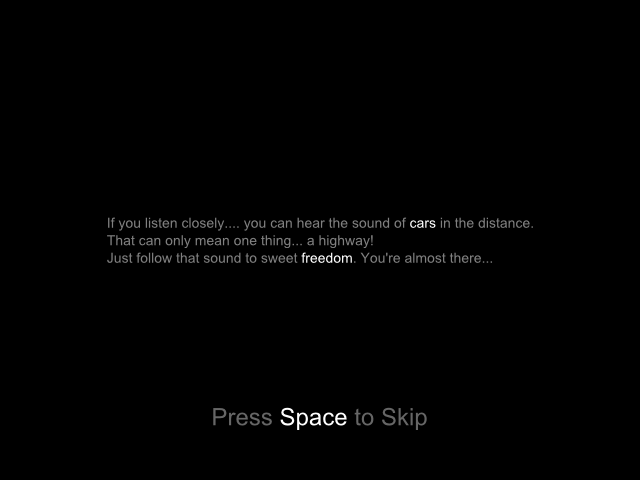 If you listen closely.... you can hear the sound of cars in the distance.
That can only mean one thing... a highway!
Just follow that sound to sweet freedom. You're almost there...
Press Space to Skip